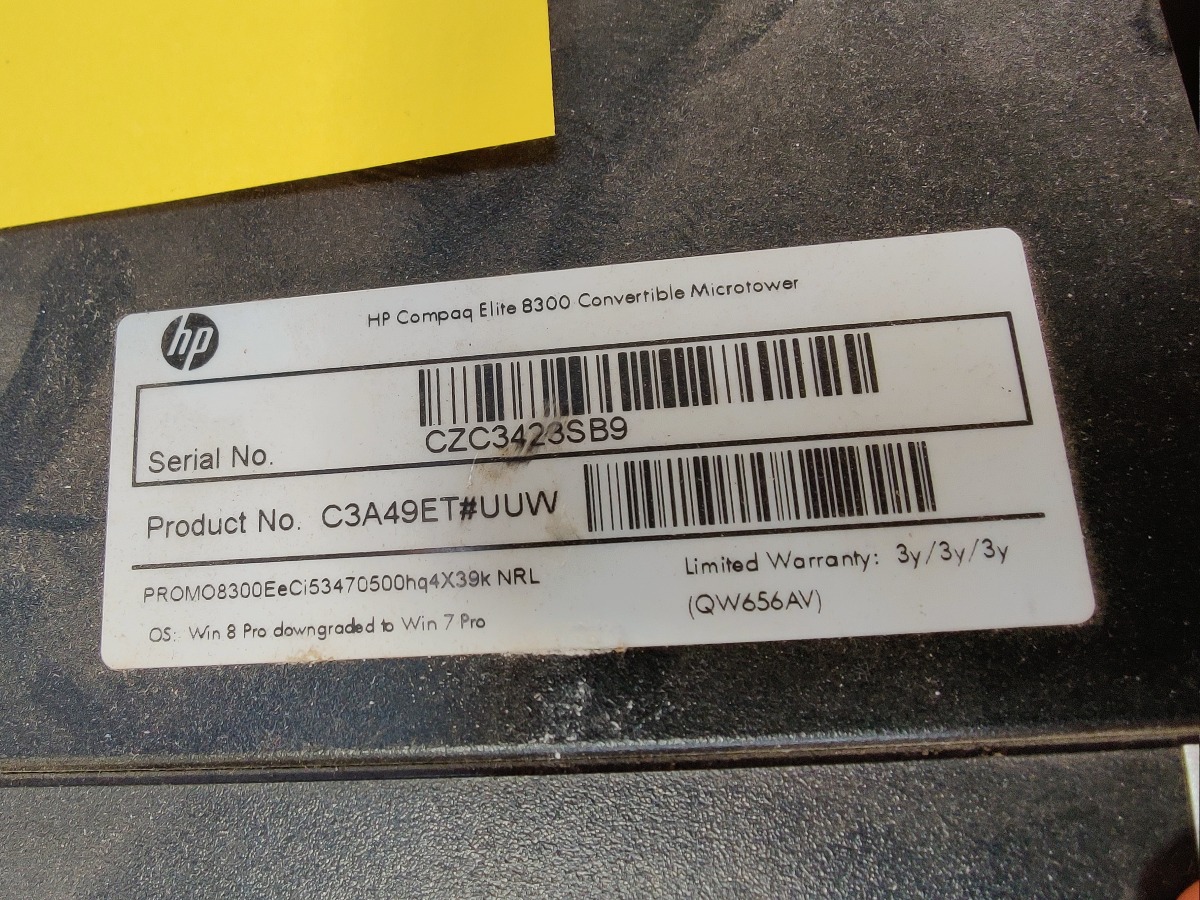 hp
HP Compaq Elite 8300 Convertible Microtower
Serial No.
CZC3423SB9
Product No. C3A49ET#UUW
PROMO8300EeCi53470500hq4X39k NRL
Limited Warranty: 3y/3y/3y
OS: Win 8 Pro downgraded to Win 7 Pro
(QW656AV)